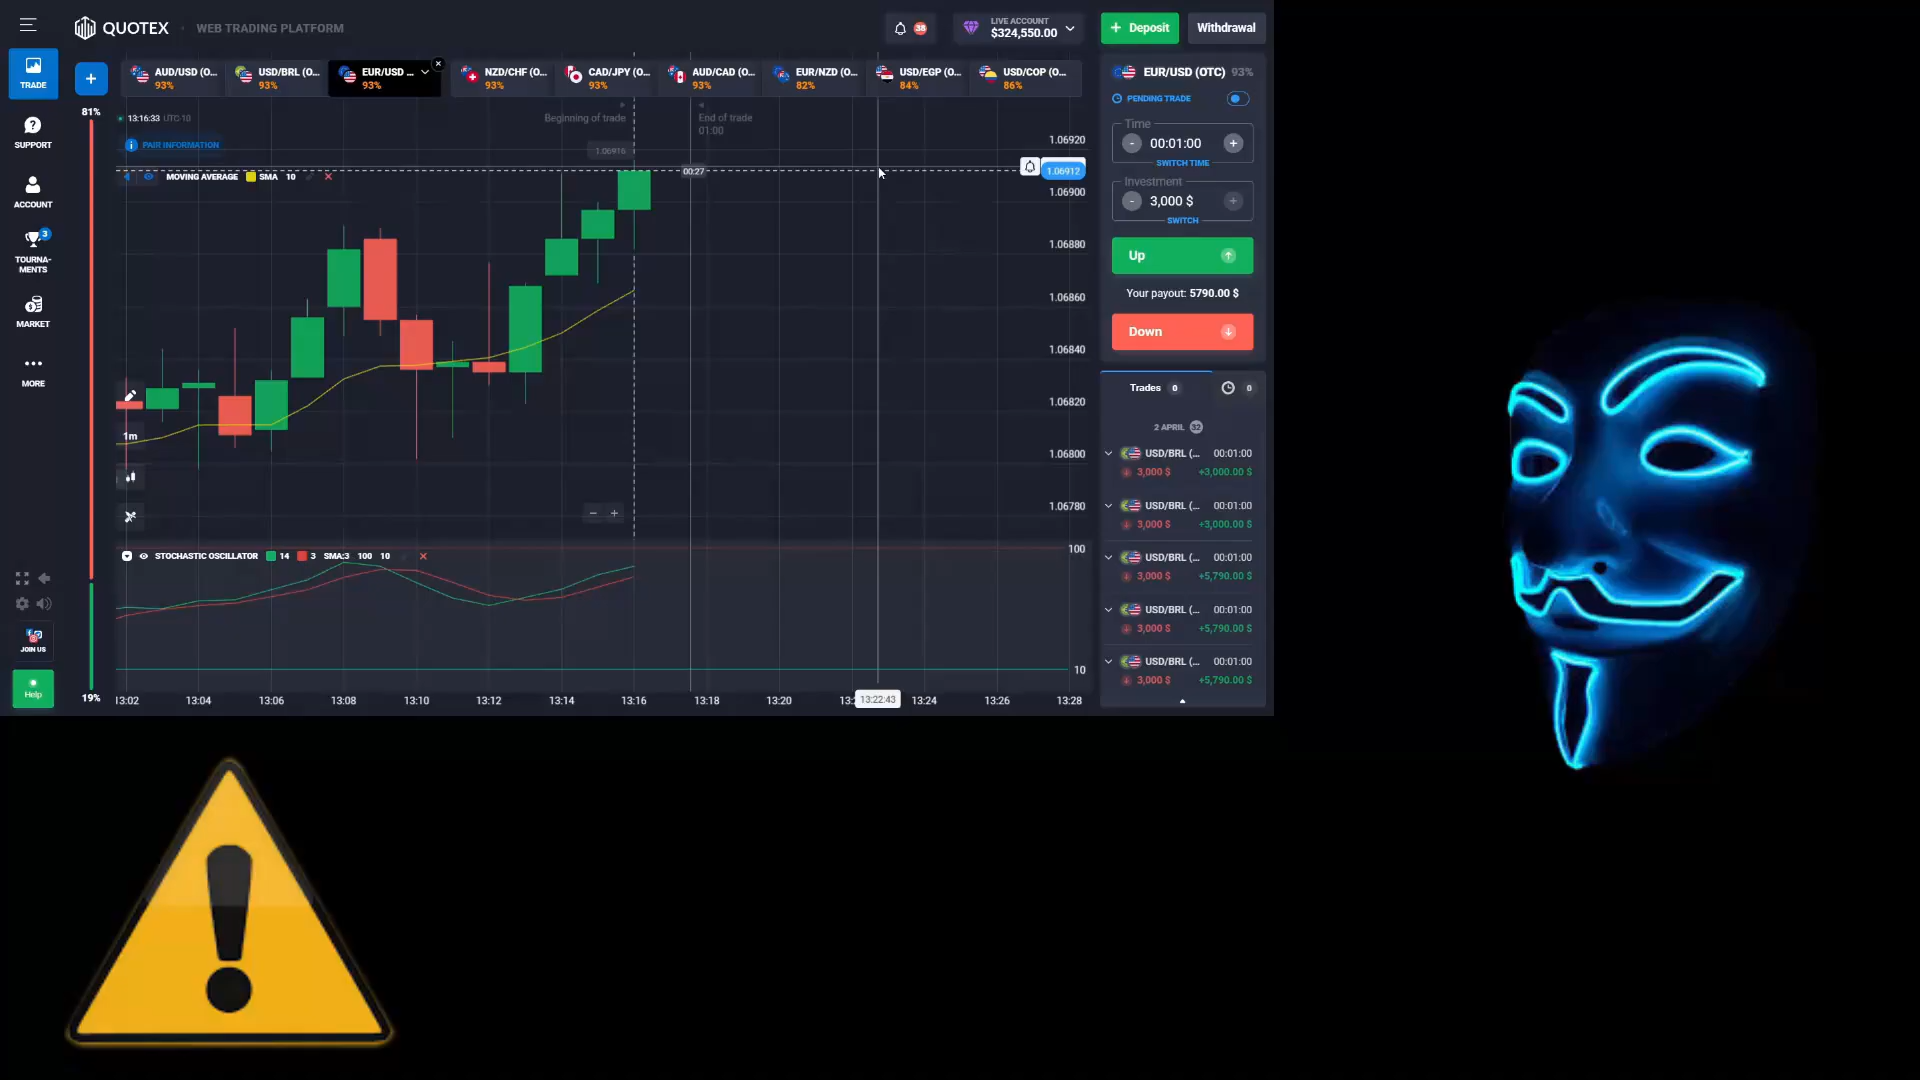 QUOTEX
WEB TRADING PLATFORM
38
LIVE ACCOUNT
$324,550.00
+ Deposit
Withdrawal
TRADE
SUPPORT
ACCOUNT
3
TOURNA-
MENTS
MARKET
MORE
JOIN US
Help
+
AUD/USD (O...
93%
USD/BRL (O...
93%
EUR/USD ...
93%
NZD/CHF (O...
93%
CAD/JPY (O...
93%
AUD/CAD (O...
93%
EUR/NZD (O...
82%
USD/EGP (O...
84%
USD/COP (O...
86%
81%
19%
13:16:33 UTC-10
PAIR INFORMATION
MOVING AVERAGE SMA 10
Beginning of trade
End of trade
01:00
1.06916
00:27
1.06920
1.06912
1.06900
1.06880
1.06860
1.06840
1.06820
1.06800
1.06780
1m
STOCHASTIC OSCILLATOR 14 3 SMA:3 100 10
100
10
13:02 13:04 13:06 13:08 13:10 13:12 13:14 13:16 13:18 13:20 13:22:43 13:24 13:26 13:28
EUR/USD (OTC) 93%
PENDING TRADE
Time
- 00:01:00 +
SWITCH TIME
Investment
- 3,000 $ +
SWITCH
Up
Your payout: 5790.00 $
Down
Trades 0
0
2 APRIL 32
USD/BRL (... 00:01:00
3,000 $ +3,000.00 $
USD/BRL (... 00:01:00
3,000 $ +3,000.00 $
USD/BRL (... 00:01:00
3,000 $ +5,790.00 $
USD/BRL (... 00:01:00
3,000 $ +5,790.00 $
USD/BRL (... 00:01:00
3,000 $ +5,790.00 $